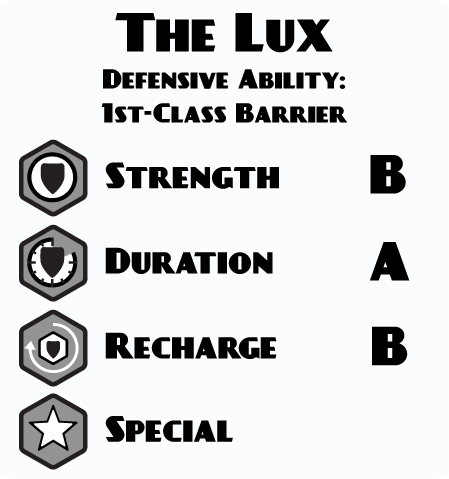 The Lux
Defensive Ability:
1st-Class Barrier
Strength B
Duration A
Recharge B
Special